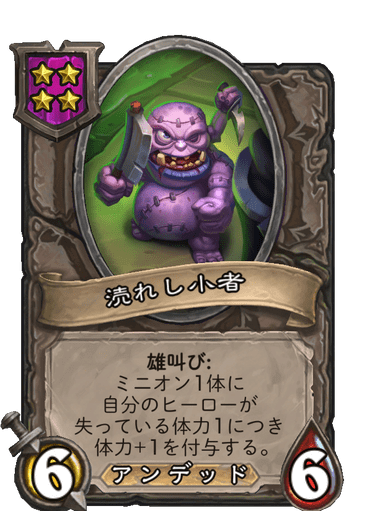 潰れし小者
雄叫び:
ミニオン1体に
自分のヒーローが
失っている体力1につき
体力+1を付与する。
6
アンデッド
6